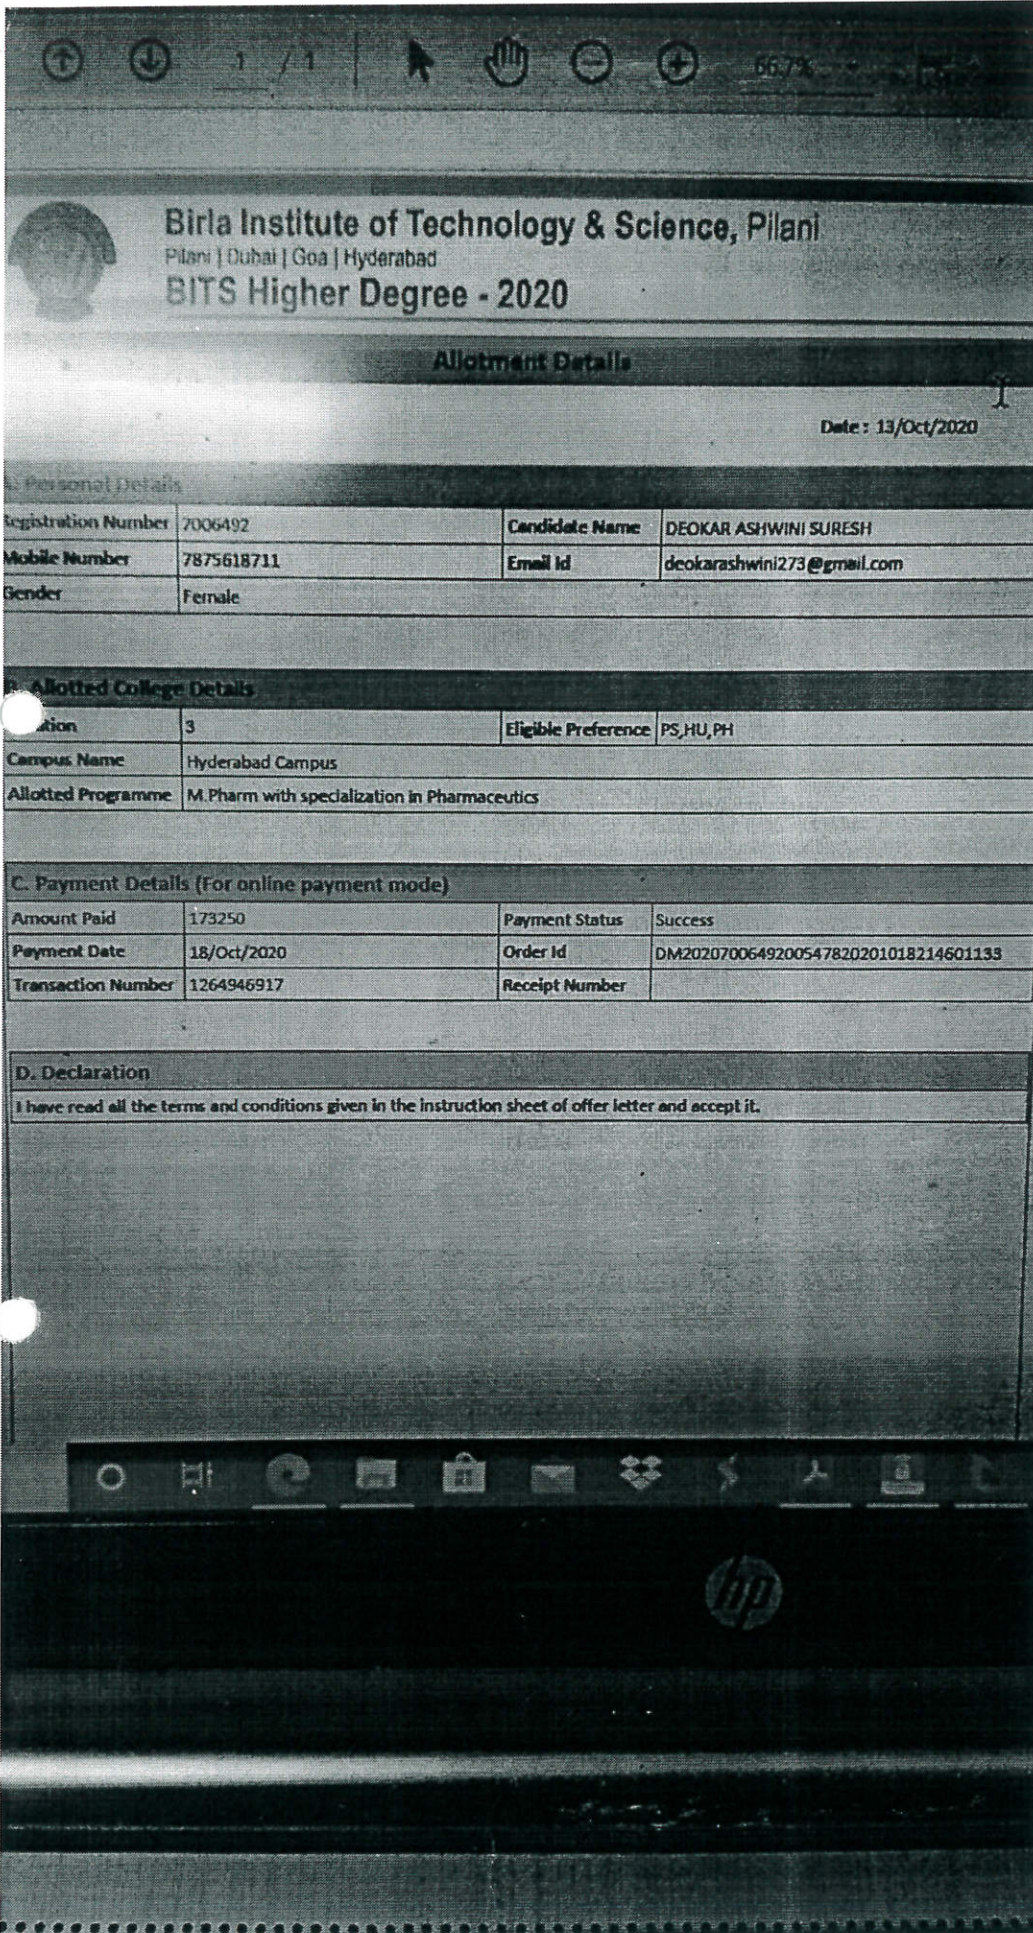 1 / 1 66.7%
Birla Institute of Technology & Science, Pilani
Pilani | Dubai | Goa | Hyderabad
BITS Higher Degree - 2020
Allotment Details
Date : 13/Oct/2020
Personal Details
Registration Number 7006492 Candidate Name DEOKAR ASHWINI SURESH
Mobile Number 7875618711 Email Id deokarashwini273@gmail.com
Gender Female
Allotted College Details
3 Eligible Preference PS,HU,PH
Campus Name Hyderabad Campus
Allotted Programme M.Pharm with specialization in Pharmaceutics
C. Payment Details (For online payment mode)
Amount Paid 173250 Payment Status Success
Payment Date 18/Oct/2020 Order Id DM2020700649200547820201018214601133
Transaction Number 1264946917 Receipt Number
D. Declaration
I have read all the terms and conditions given in the instruction sheet of offer letter and accept it.
hp